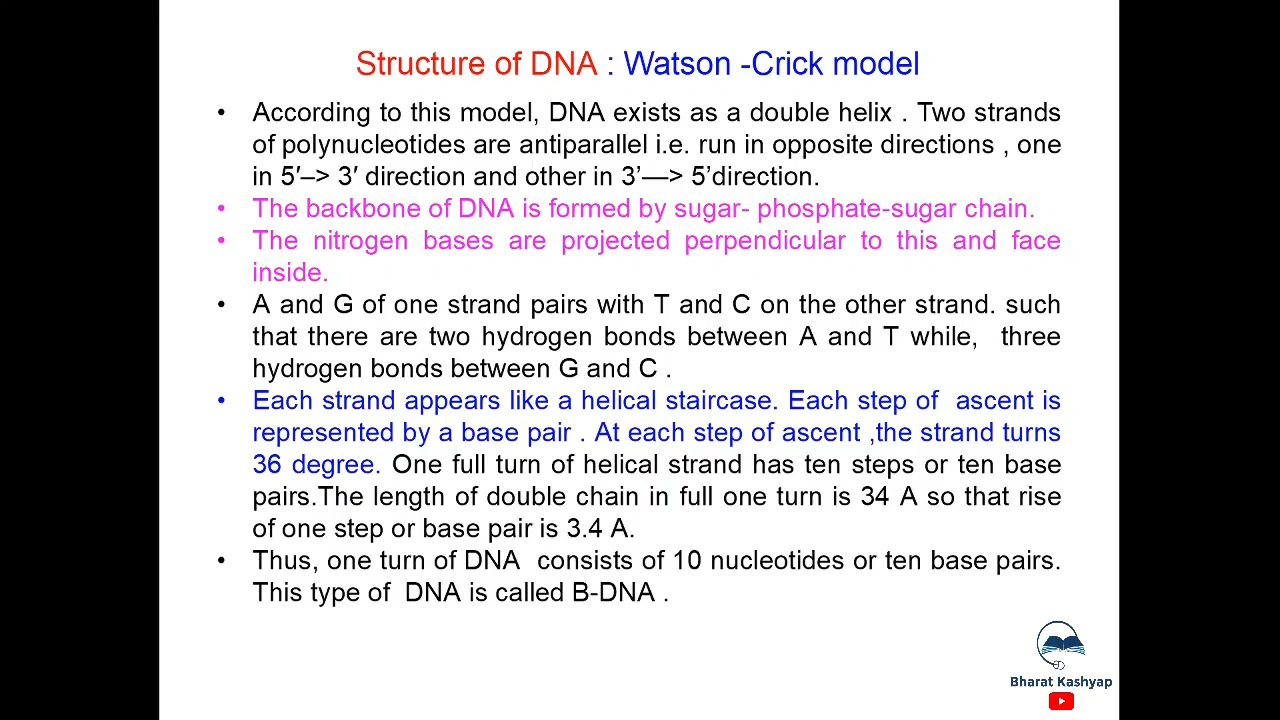 Structure of DNA : Watson -Crick model
• According to this model, DNA exists as a double helix . Two strands
of polynucleotides are antiparallel i.e. run in opposite directions , one
in 5′–> 3′ direction and other in 3’—> 5’direction.
• The backbone of DNA is formed by sugar- phosphate-sugar chain.
• The nitrogen bases are projected perpendicular to this and face
inside.
• A and G of one strand pairs with T and C on the other strand. such
that there are two hydrogen bonds between A and T while, three
hydrogen bonds between G and C .
• Each strand appears like a helical staircase. Each step of ascent is
represented by a base pair . At each step of ascent ,the strand turns
36 degree. One full turn of helical strand has ten steps or ten base
pairs.The length of double chain in full one turn is 34 A so that rise
of one step or base pair is 3.4 A.
• Thus, one turn of DNA consists of 10 nucleotides or ten base pairs.
This type of DNA is called B-DNA .
Bharat Kashyap